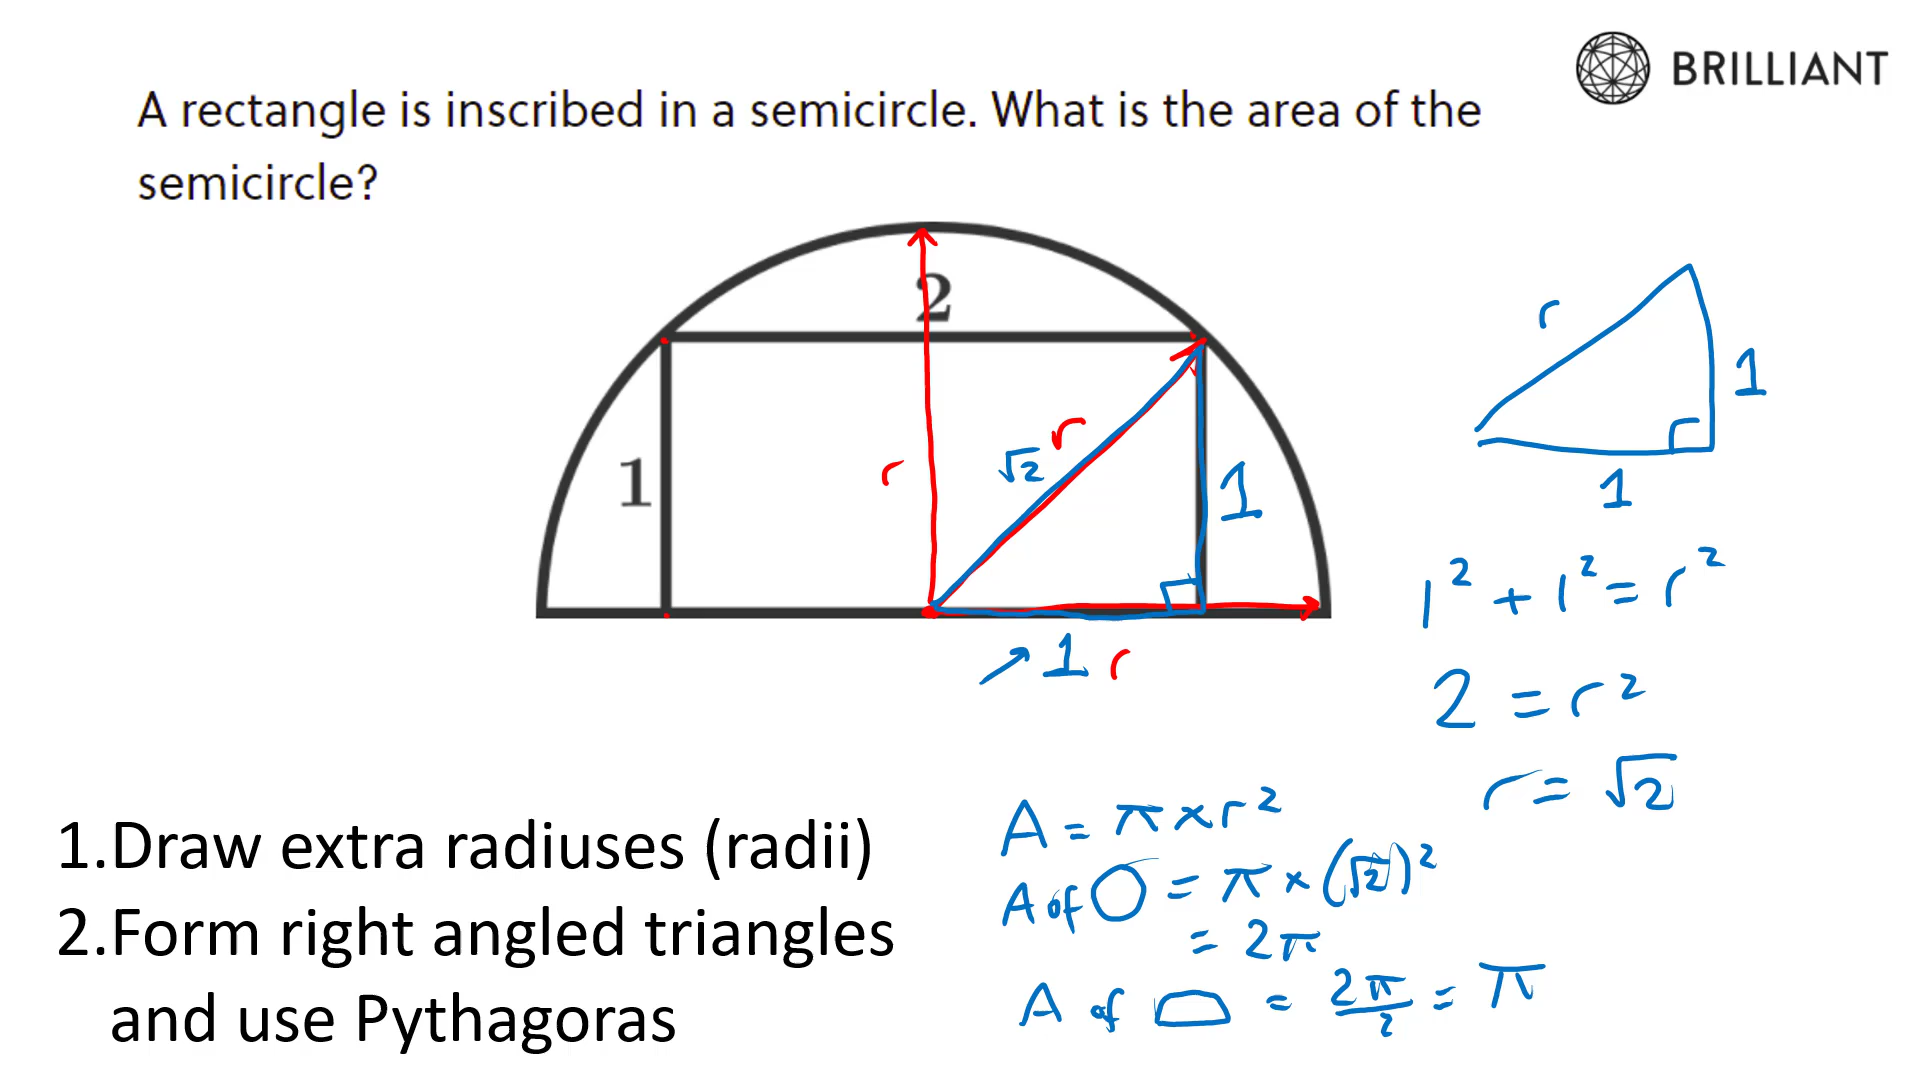 BRILLIANT
A rectangle is inscribed in a semicircle. What is the area of the
semicircle?
2
r
1
r
√2
r
1
1 r
r
1
1
1² + 1² = r²
2 = r²
r = √2
1.Draw extra radiuses (radii)
2.Form right angled triangles
and use Pythagoras
A = π × r²
A of = π × (√2)²
= 2π
A of = 2π/2 = π